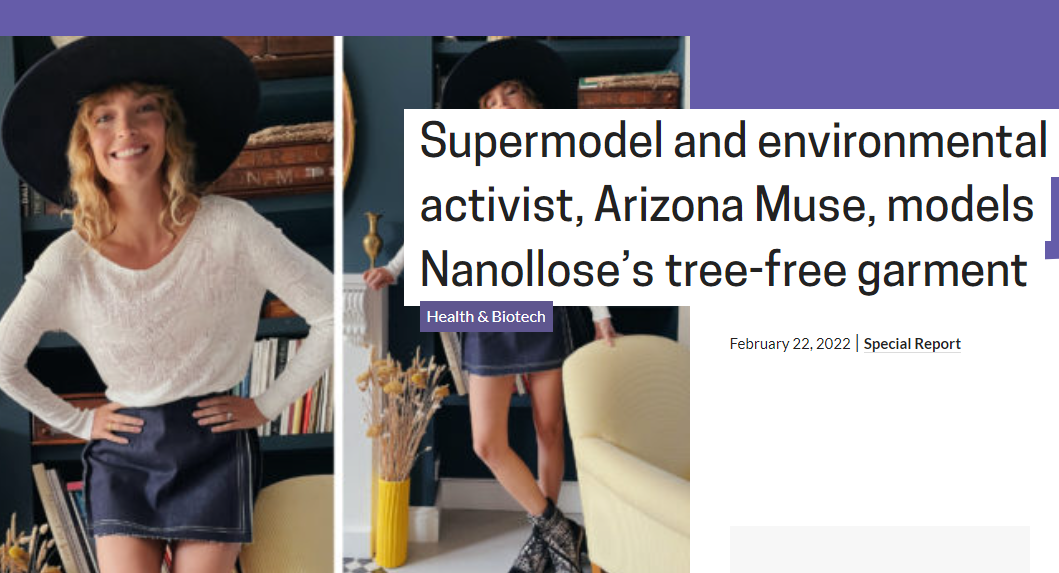 Supermodel and environmental
activist, Arizona Muse, models
Nanollose’s tree-free garment
Health & Biotech
February 22, 2022 | Special Report